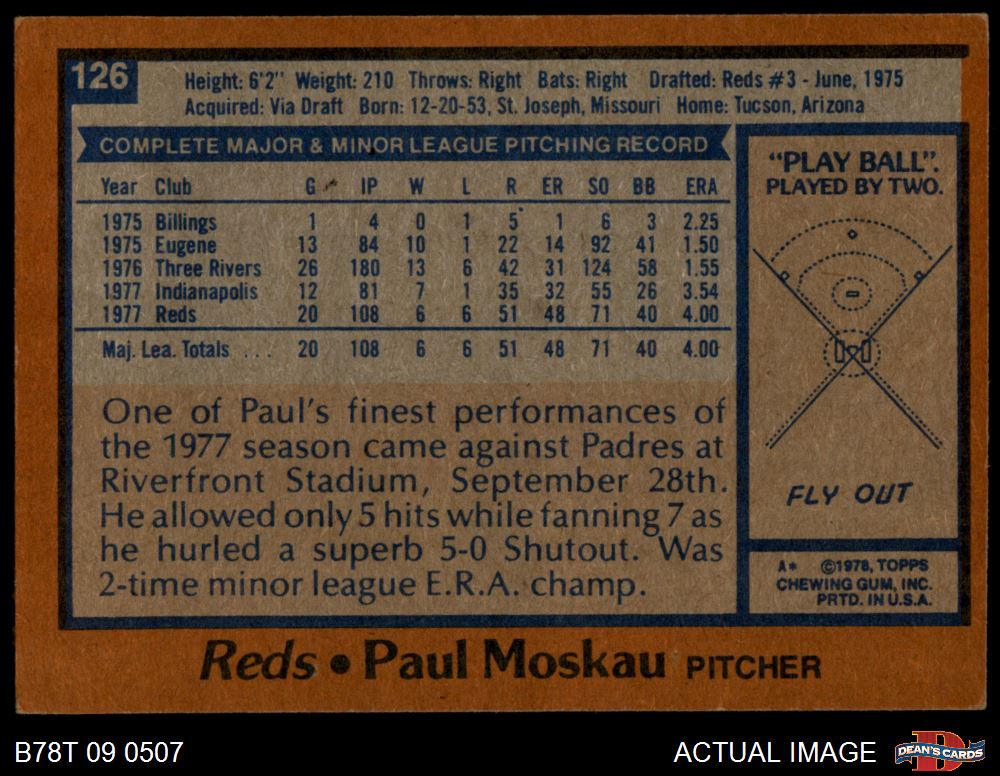 126
Height: 6'2" Weight: 210 Throws: Right Bats: Right Drafted: Reds #3 - June, 1975
Acquired: Via Draft Born: 12-20-53, St. Joseph, Missouri Home: Tucson, Arizona
COMPLETE MAJOR & MINOR LEAGUE PITCHING RECORD
Year Club G IP W L R ER SO BB ERA
1975 Billings 1 4 0 1 5 1 6 3 2.25
1975 Eugene 13 84 10 1 22 14 92 41 1.50
1976 Three Rivers 26 180 13 6 42 31 124 58 1.55
1977 Indianapolis 12 81 7 1 35 32 55 26 3.54
1977 Reds 20 108 6 6 51 48 71 40 4.00
Maj. Lea. Totals ... 20 108 6 6 51 48 71 40 4.00
One of Paul's finest performances of
the 1977 season came against Padres at
Riverfront Stadium, September 28th.
He allowed only 5 hits while fanning 7 as
he hurled a superb 5-0 Shutout. Was
2-time minor league E.R.A. champ.
"PLAY BALL".
PLAYED BY TWO.
FLY OUT
A* ©1978, TOPPS
CHEWING GUM, INC.
PRTD. IN U.S.A.
Reds • Paul Moskau PITCHER
B78T 09 0507
ACTUAL IMAGE
D
DEAN'S CARDS